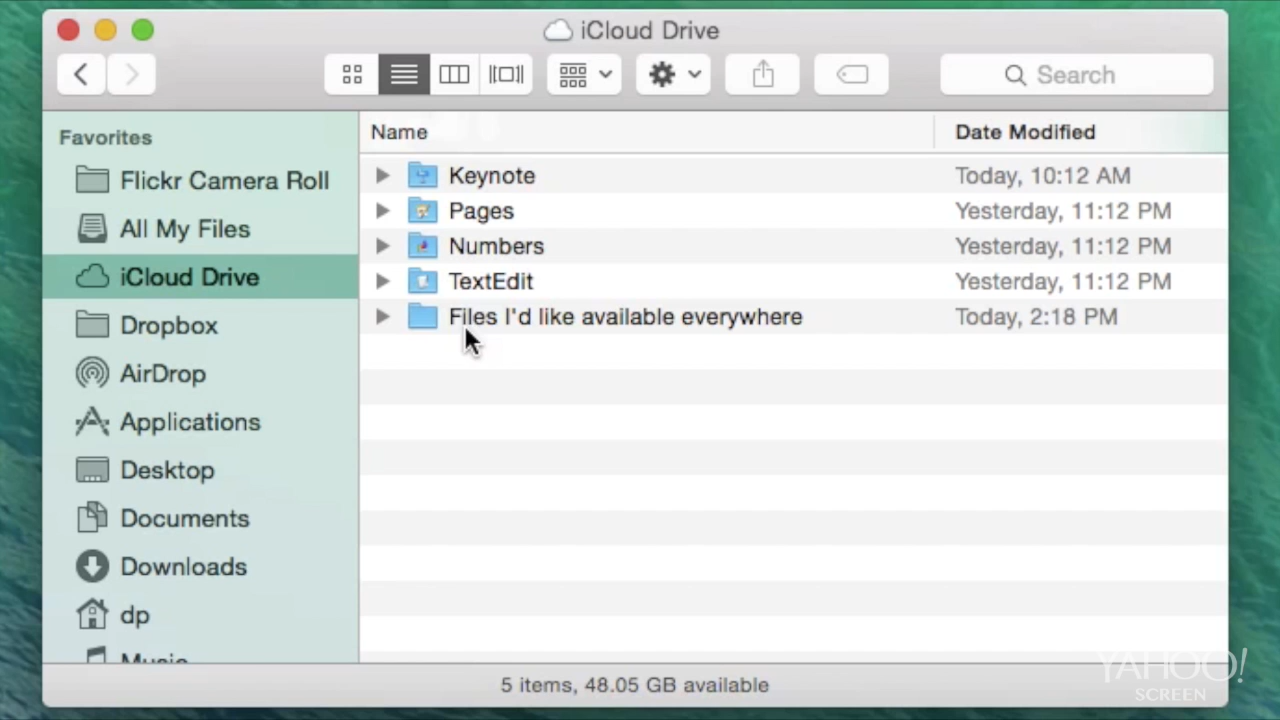 iCloud Drive
Search
Favorites
Flickr Camera Roll
All My Files
iCloud Drive
Dropbox
AirDrop
Applications
Desktop
Documents
Downloads
dp
Music
Name Date Modified
Keynote Today, 10:12 AM
Pages Yesterday, 11:12 PM
Numbers Yesterday, 11:12 PM
TextEdit Yesterday, 11:12 PM
Files I'd like available everywhere Today, 2:18 PM
5 items, 48.05 GB available
YAHOO!
SCREEN